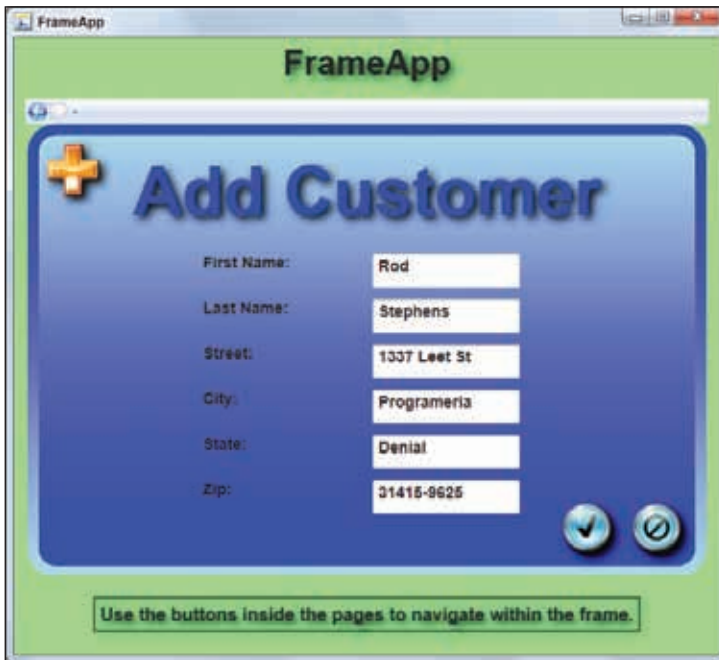 FrameApp
FrameApp
Add Customer
First Name: Rod
Last Name: Stephens
Street: 1337 Leet St
City: Programeria
State: Denial
Zip: 31415-9625
Use the buttons inside the pages to navigate within the frame.